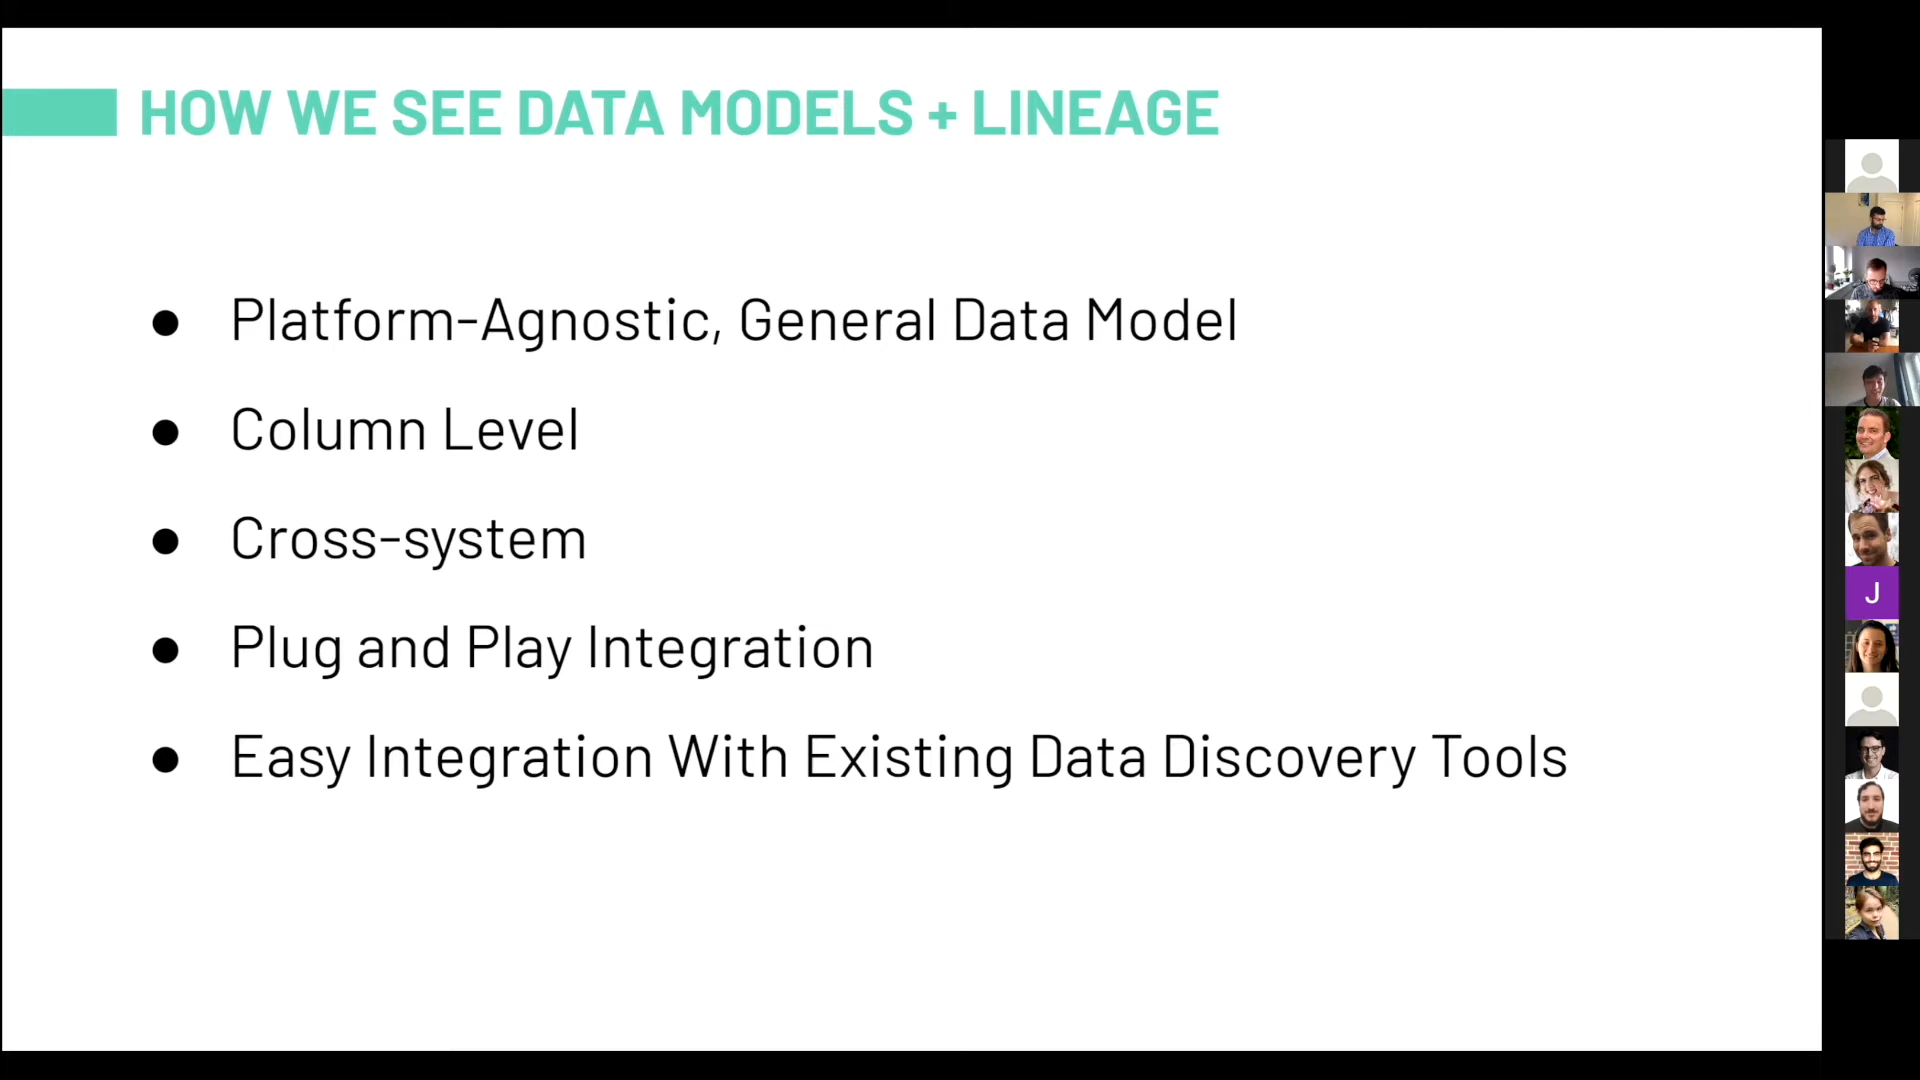 HOW WE SEE DATA MODELS + LINEAGE
● Platform-Agnostic, General Data Model
● Column Level
● Cross-system
● Plug and Play Integration
● Easy Integration With Existing Data Discovery Tools
J